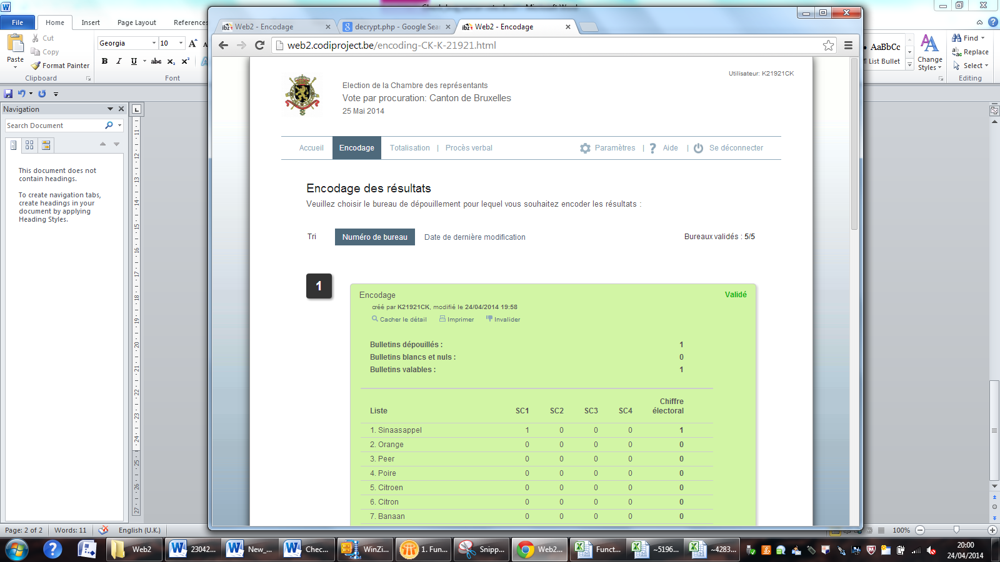 File
Home
Insert
Page Layout
References
Paste
Cut
Copy
Format Painter
Clipboard
Georgia
10
Font
AaBbCc
List Bullet
Change Styles
Find
Replace
Select
Editing
Navigation
Search Document
This document does not
contain headings.
To create navigation tabs,
create headings in your
document by applying
Heading Styles.
Web2 - Encodage
decrypt.php - Google Sear
Web2 - Encodage
web2.codiproject.be/encoding-CK-K-21921.html
Utilisateur: K21921CK
Election de la Chambre des représentants
Vote par procuration: Canton de Bruxelles
25 Mai 2014
Accueil Encodage Totalisation | Procès verbal Paramètres | Aide | Se déconnecter
Encodage des résultats
Veuillez choisir le bureau de dépouillement pour lequel vous souhaitez encoder les résultats :
Tri Numéro de bureau Date de dernière modification Bureaux validés : 5/5
1
Encodage Validé
créé par K21921CK, modifié le 24/04/2014 19:58
Cacher le détail Imprimer Invalider
Bulletins dépouillés : 1
Bulletins blancs et nuls : 0
Bulletins valables : 1
Liste SC1 SC2 SC3 SC4 Chiffre électoral
1. Sinaasappel 1 0 0 0 1
2. Orange 0 0 0 0 0
3. Peer 0 0 0 0 0
4. Poire 0 0 0 0 0
5. Citroen 0 0 0 0 0
6. Citron 0 0 0 0 0
7. Banaan 0 0 0 0 0
Page: 2 of 2 Words: 11 English (U.K.) 100%
Web2 23042... New_... Chec... WinZi... 1. Fun... Snipp... Web2... Funct... ~5196... ~4283...
20:00
24/04/2014